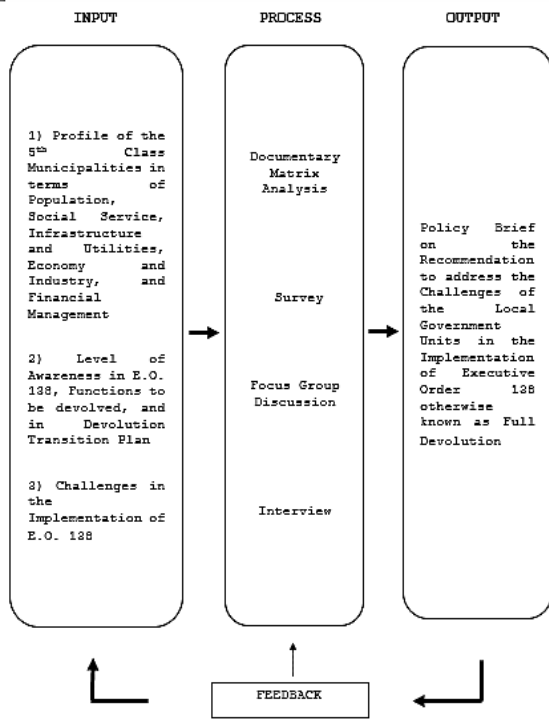 INPUT
PROCESS
OUTPUT
1) Profile of the
5th Class
Municipalities in
terms of
Population,
Social Service,
Infrastructure
and Utilities,
Economy and
Industry, and
Financial
Management
2) Level of
Awareness in E.O.
138, Functions to
be devolved, and
in Devolution
Transition Plan
3) Challenges in
the
Implementation of
E.O. 138
Documentary
Matrix
Analysis
Survey
Focus Group
Discussion
Interview
Policy Brief
on the
Recommendation
to address the
Challenges of
the Local
Government
Units in the
Implementation
of Executive
Order 138
otherwise
known as Full
Devolution
FEEDBACK